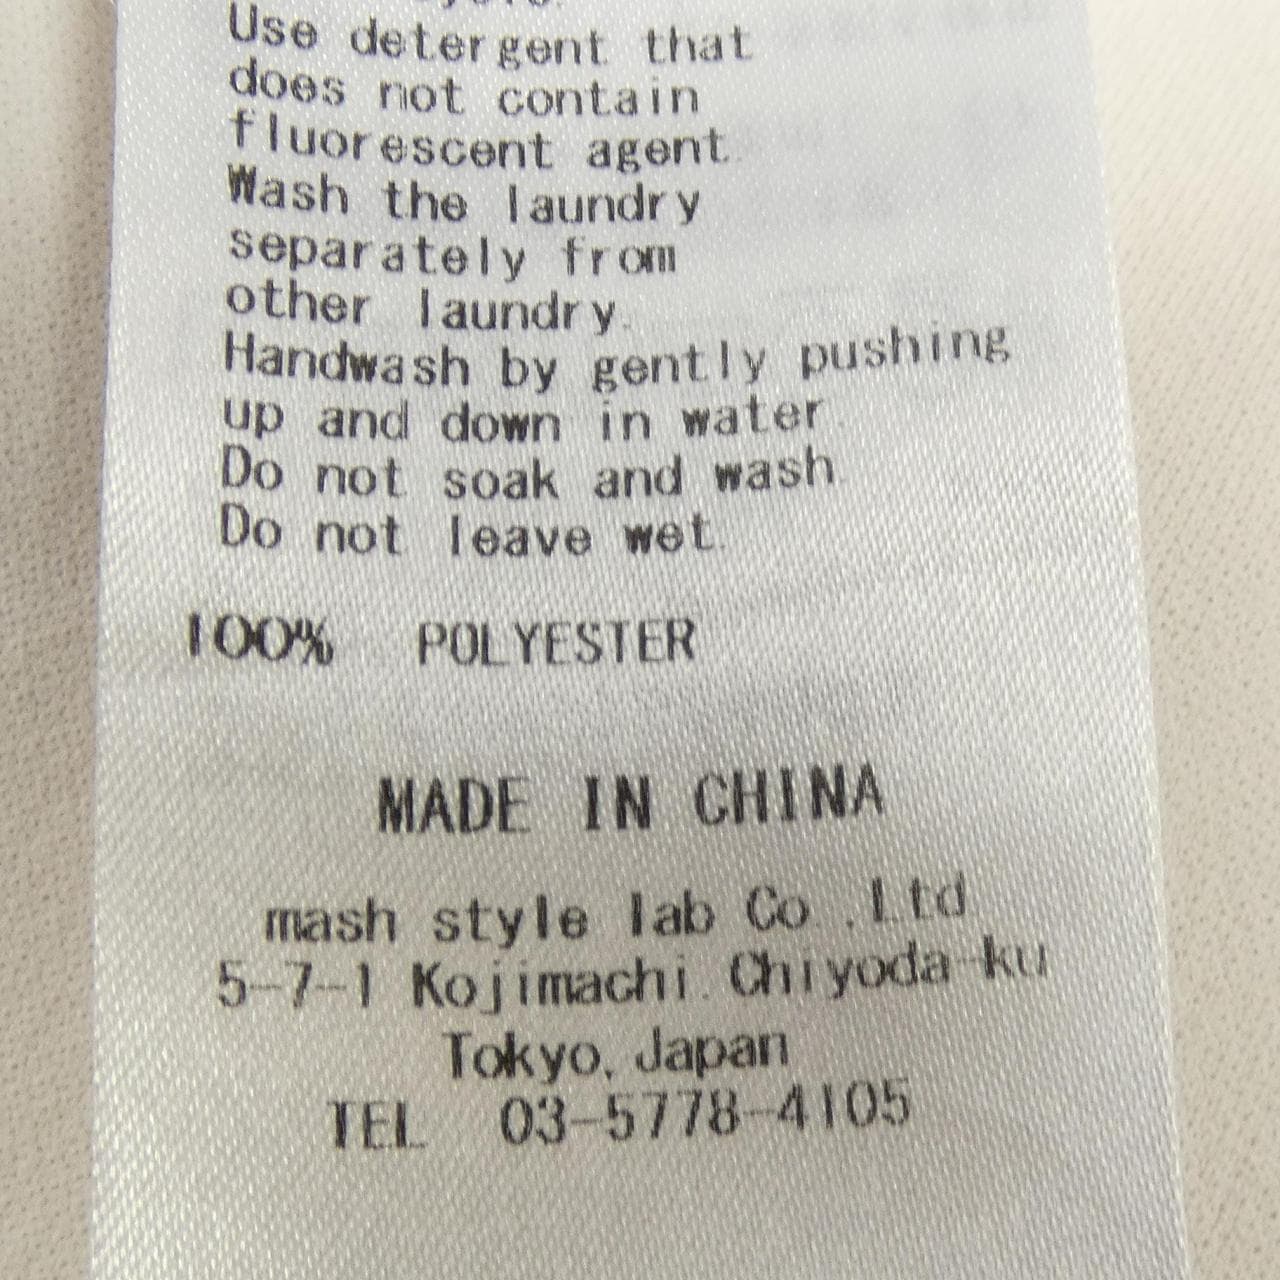 Use detergent that
does not contain
fluorescent agent.
Wash the laundry
separately from
other laundry.
Handwash by gently pushing
up and down in water.
Do not soak and wash.
Do not leave wet.
100% POLYESTER
MADE IN CHINA
mash style lab Co.,Ltd.
5-7-1 Kojimachi. Chiyoda-ku
Tokyo, Japan
TEL 03-5778-4105